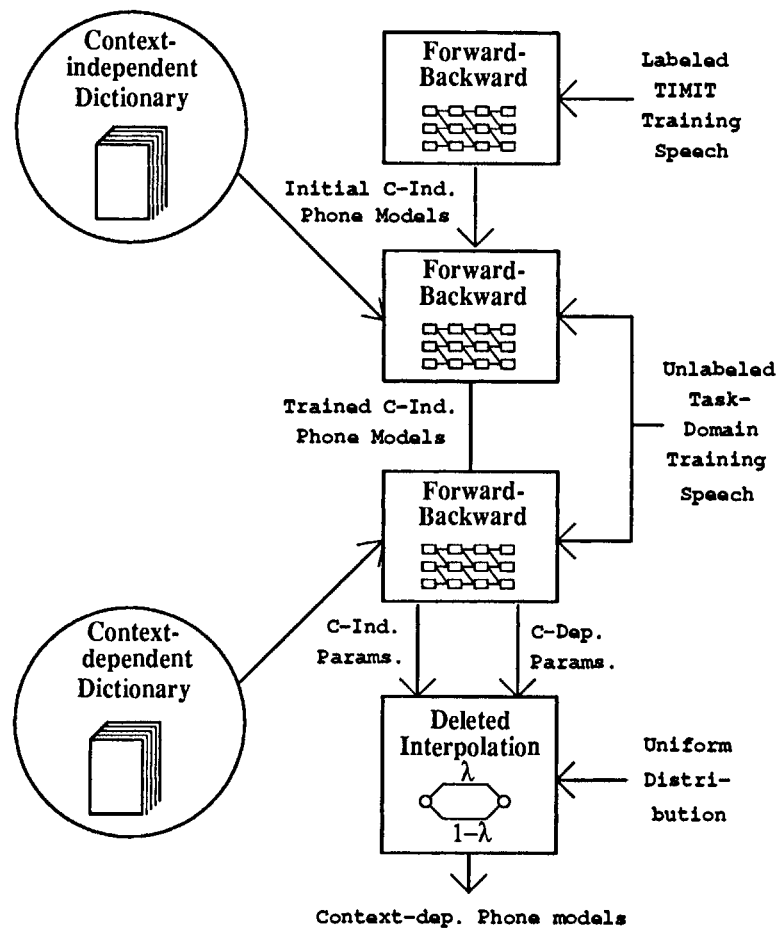 Context-
independent
Dictionary
Forward-
Backward
Labeled
TIMIT
Training
Speech
Initial C-Ind.
Phone Models
Forward-
Backward
Unlabeled
Task-
Domain
Training
Speech
Trained C-Ind.
Phone Models
Forward-
Backward
Context-
dependent
Dictionary
C-Ind.
Params.
C-Dep.
Params.
Deleted
Interpolation
λ
1-λ
Uniform
Distri-
bution
Context-dep. Phone models